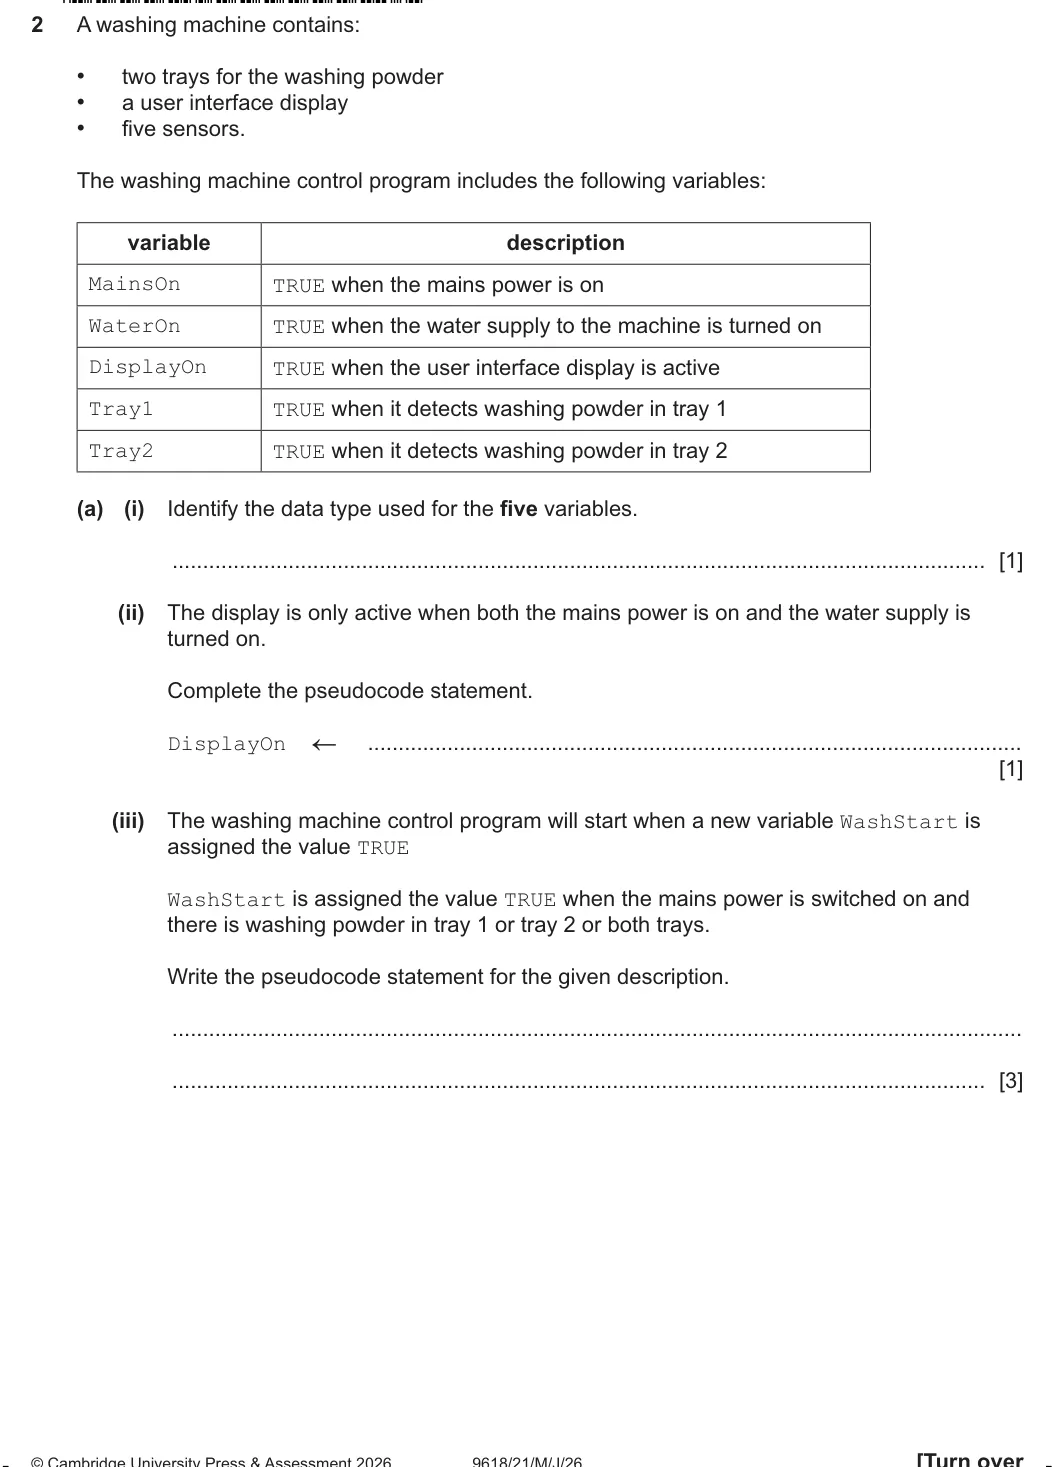 2 A washing machine contains:
• two trays for the washing powder
• a user interface display
• five sensors.
The washing machine control program includes the following variables:
variable description
MainsOn TRUE when the mains power is on
WaterOn TRUE when the water supply to the machine is turned on
DisplayOn TRUE when the user interface display is active
Tray1 TRUE when it detects washing powder in tray 1
Tray2 TRUE when it detects washing powder in tray 2
(a) (i) Identify the data type used for the five variables.
.......................................................................................................................................... [1]
(ii) The display is only active when both the mains power is on and the water supply is
turned on.
Complete the pseudocode statement.
DisplayOn ← ............................................................................................................
[1]
(iii) The washing machine control program will start when a new variable WashStart is
assigned the value TRUE
WashStart is assigned the value TRUE when the mains power is switched on and
there is washing powder in tray 1 or tray 2 or both trays.
Write the pseudocode statement for the given description.
............................................................................................................................................
.......................................................................................................................................... [3]
© Cambridge University Press & Assessment 2026 9618/21/M/J/26 [Turn over